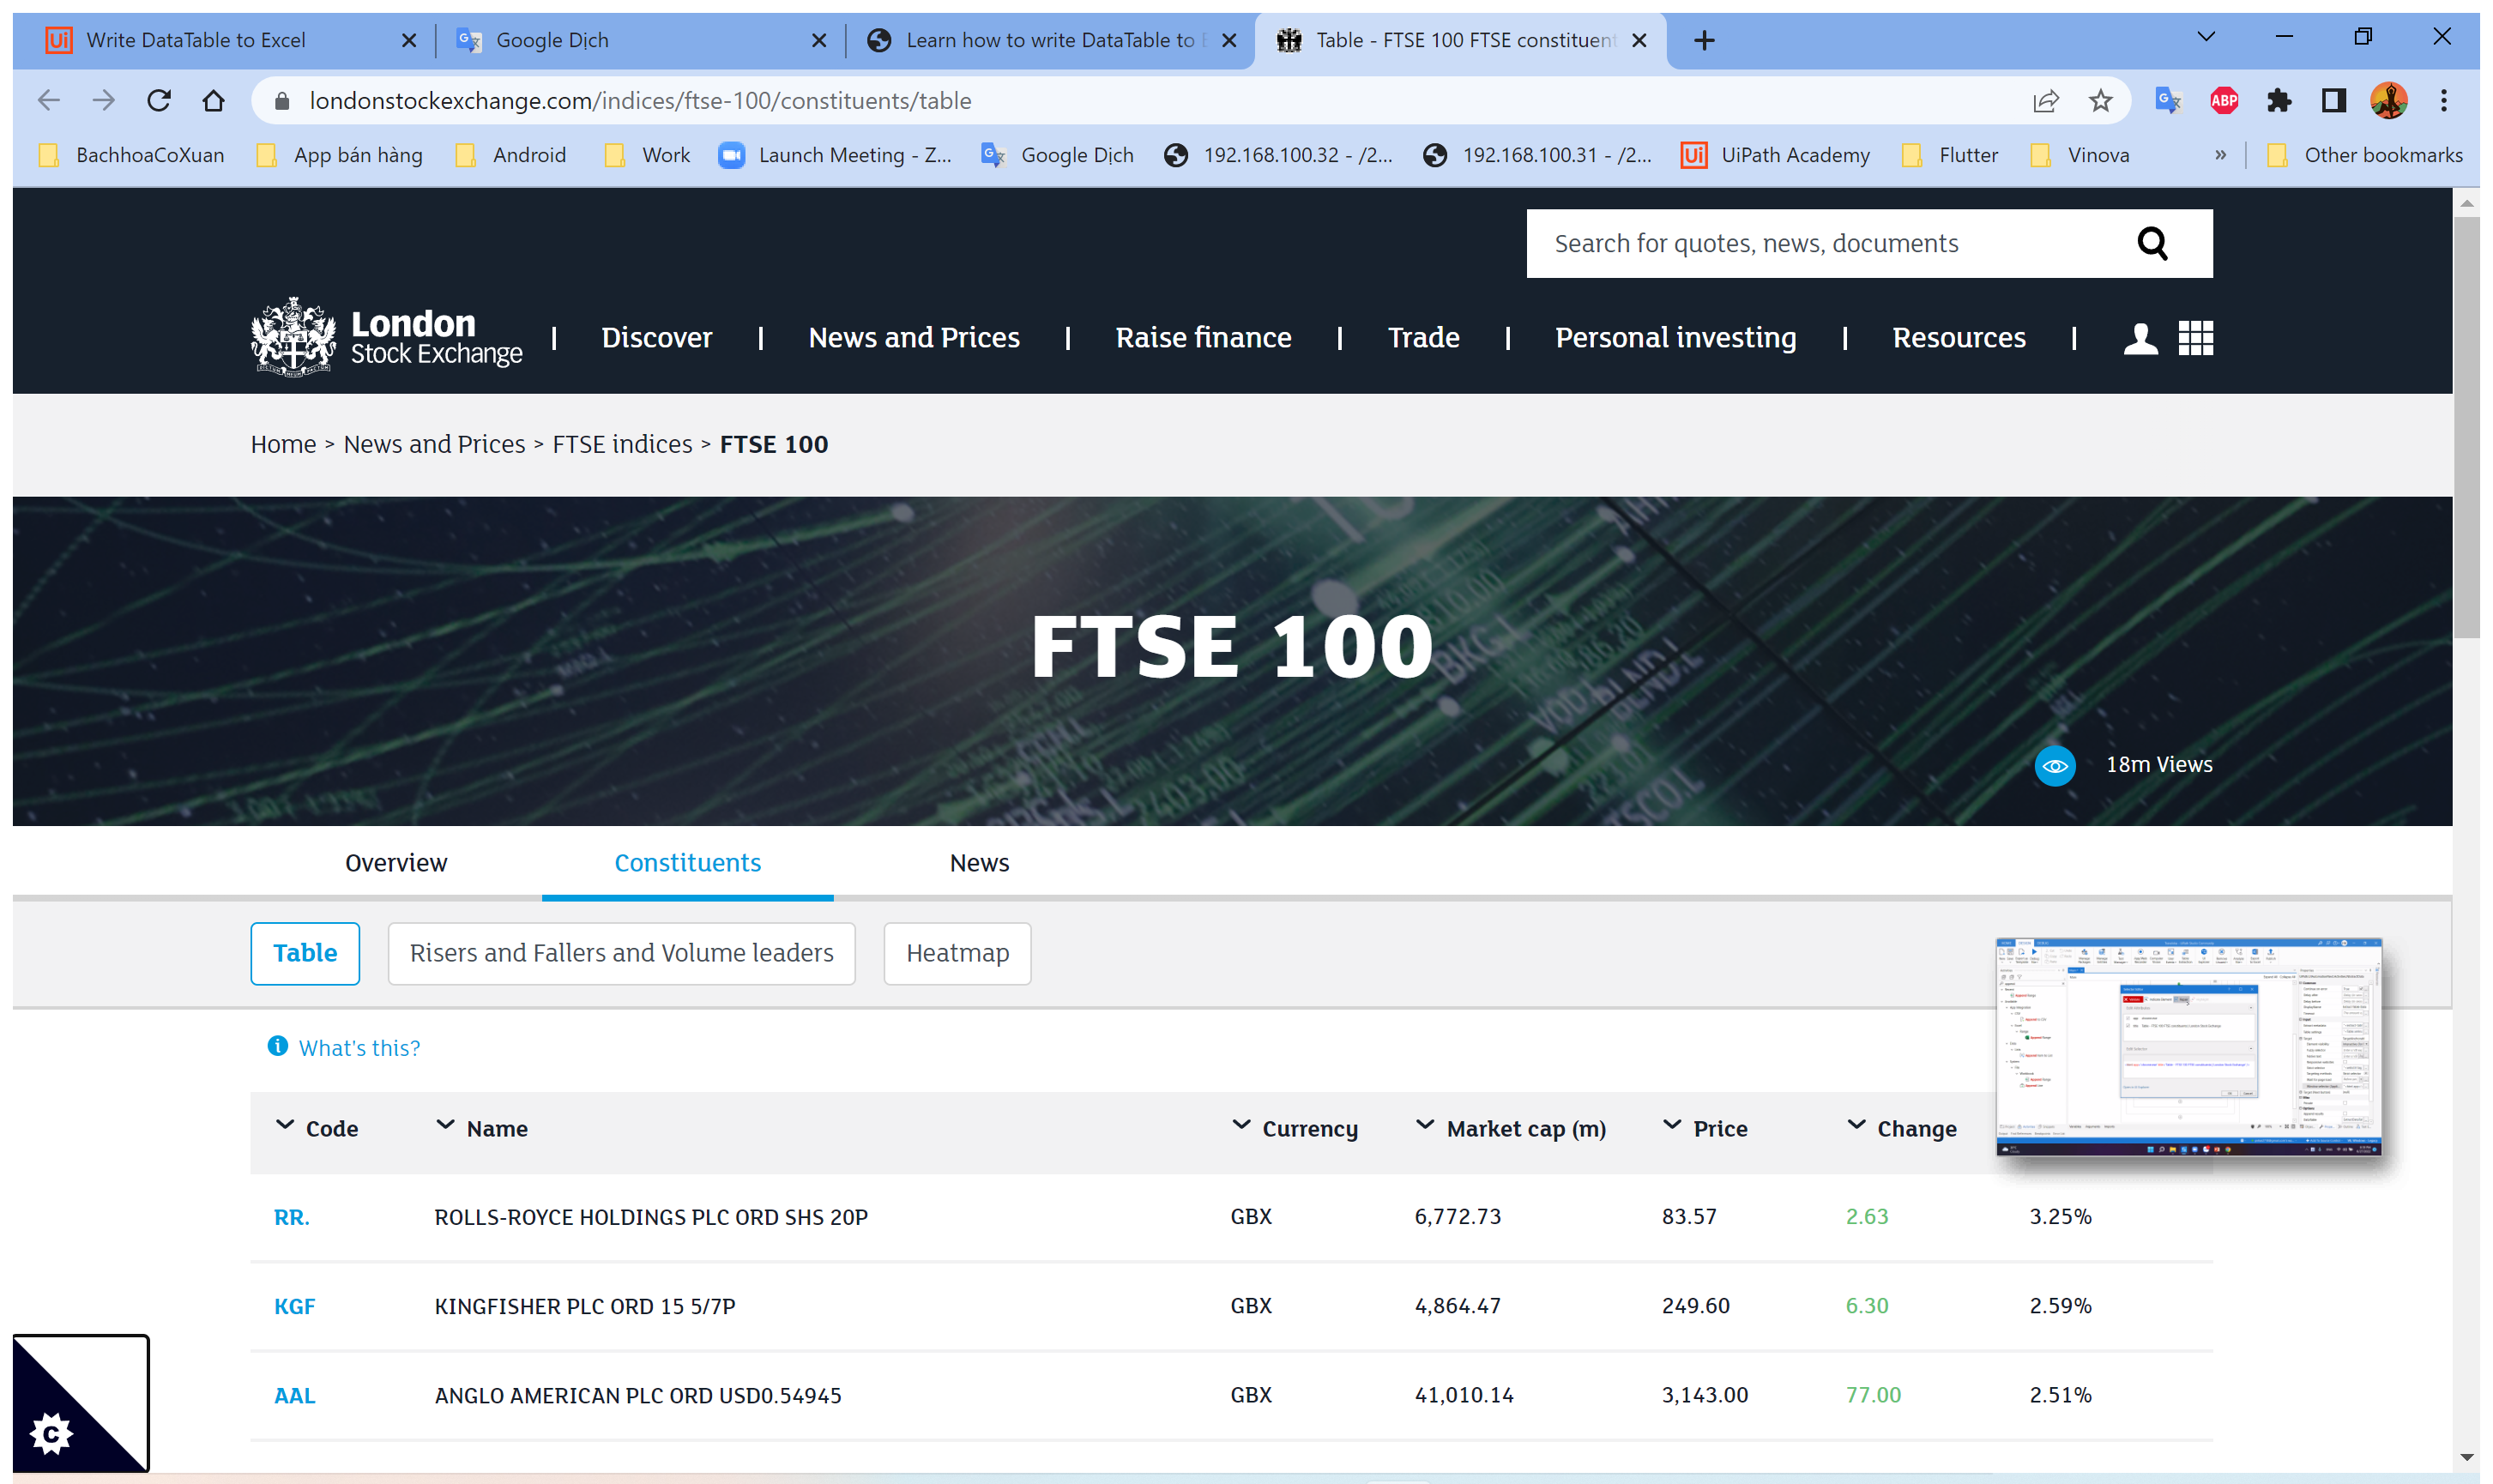 Write DataTable to Excel
Google Dịch
Learn how to write DataTable to E
Table - FTSE 100 FTSE constituent
londonstockexchange.com/indices/ftse-100/constituents/table
ABP
BachhoaCoXuan
App bán hàng
Android
Work
Launch Meeting - Z...
Google Dịch
192.168.100.32 - /2...
192.168.100.31 - /2...
UiPath Academy
Flutter
Vinova
»
Other bookmarks
Search for quotes, news, documents
London
Stock Exchange
Discover
News and Prices
Raise finance
Trade
Personal investing
Resources
Home > News and Prices > FTSE indices > FTSE 100
FTSE 100
18m Views
Overview
Constituents
News
Table
Risers and Fallers and Volume leaders
Heatmap
What's this?
Code Name Currency Market cap (m) Price Change
RR. ROLLS-ROYCE HOLDINGS PLC ORD SHS 20P GBX 6,772.73 83.57 2.63 3.25%
KGF KINGFISHER PLC ORD 15 5/7P GBX 4,864.47 249.60 6.30 2.59%
AAL ANGLO AMERICAN PLC ORD USD0.54945 GBX 41,010.14 3,143.00 77.00 2.51%